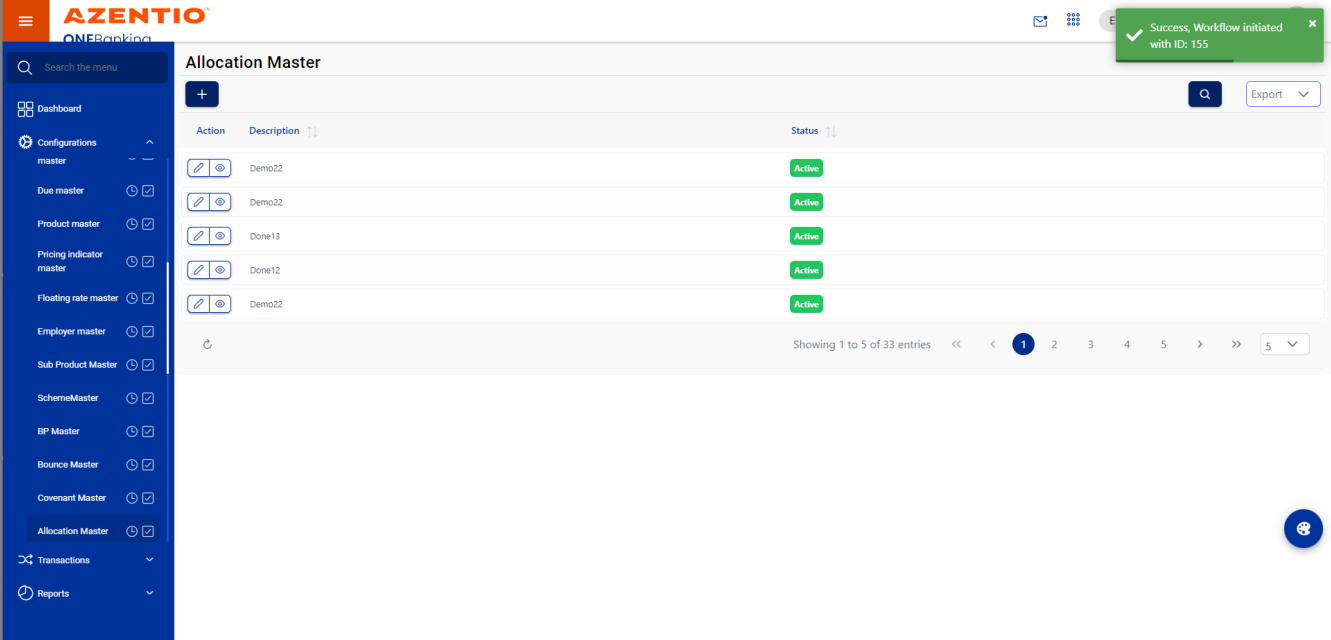 AZENTIO
ONEBanking
Success, Workflow initiated
with ID: 155
Search the menu
Dashboard
Configurations
master
Due master
Product master
Pricing indicator
master
Floating rate master
Employer master
Sub Product Master
SchemeMaster
BP Master
Bounce Master
Covenant Master
Allocation Master
Transactions
Reports
Allocation Master
Export
Action Description Status
Demo22 Active
Demo22 Active
Done13 Active
Done12 Active
Demo22 Active
Showing 1 to 5 of 33 entries << < 1 2 3 4 5 > >> 5